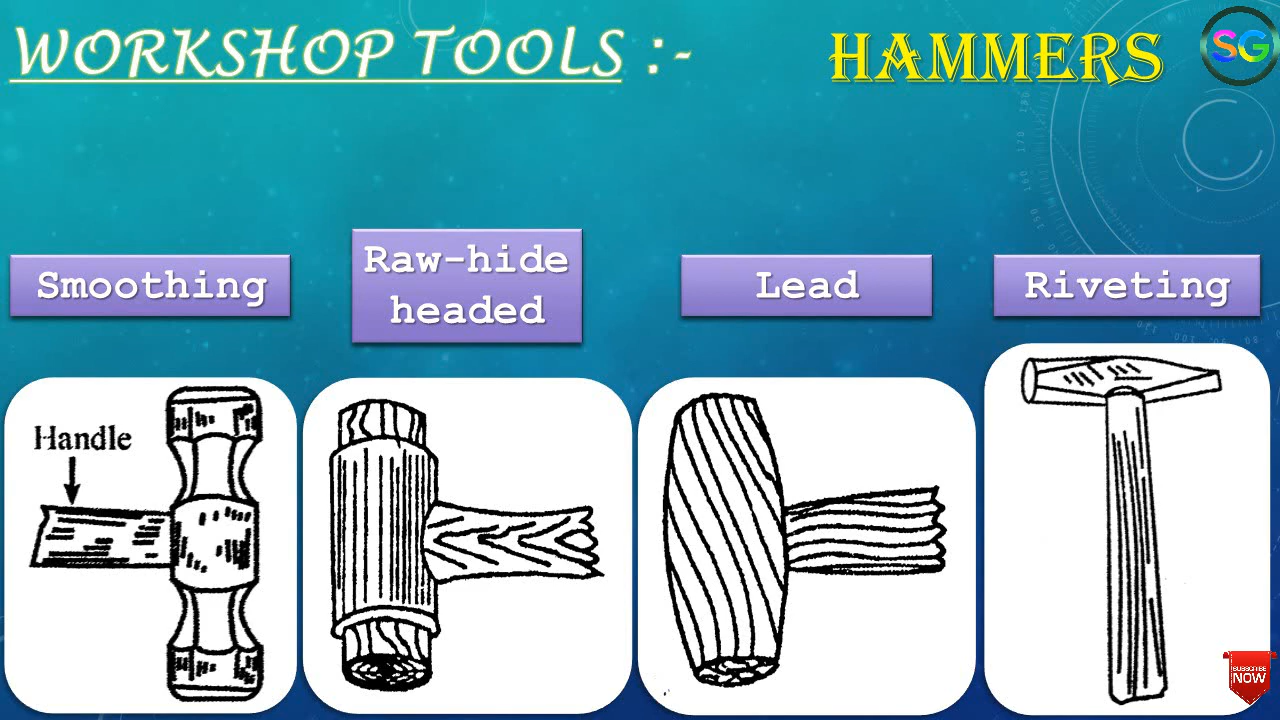 WORKSHOP TOOLS :-
HAMMERS
SG
Smoothing
Raw-hide
headed
Lead
Riveting
Handle
SUBSCRIBE
NOW